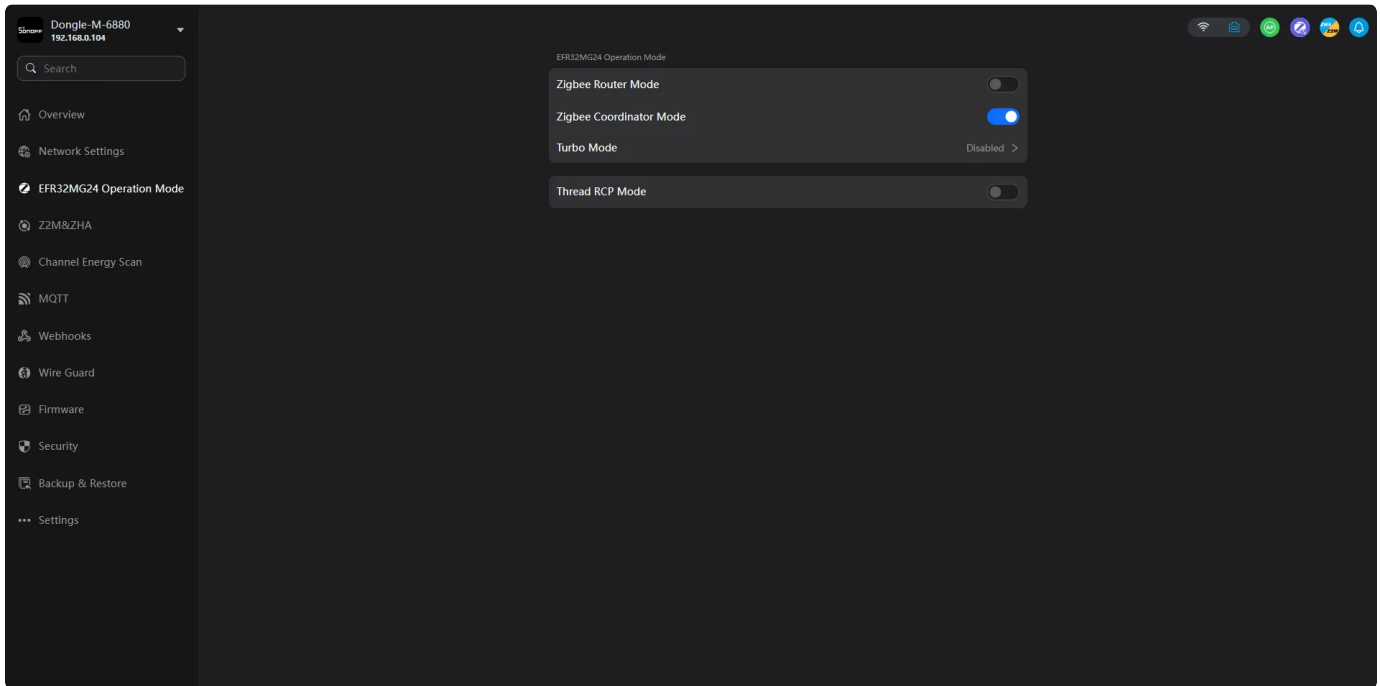 SONOFF
Dongle-M-6880
192.168.0.104
Search
Overview
Network Settings
EFR32MG24 Operation Mode
Z2M&ZHA
Channel Energy Scan
MQTT
Webhooks
Wire Guard
Firmware
Security
Backup & Restore
Settings
AP
EFR32MG24 Operation Mode
Zigbee Router Mode
Zigbee Coordinator Mode
Turbo Mode
Disabled
Thread RCP Mode